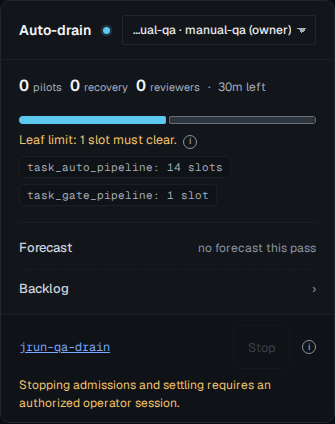 Auto-drain
…ual-qa · manual-qa (owner)
0 pilots 0 recovery 0 reviewers · 30m left
Leaf limit: 1 slot must clear.
task_auto_pipeline: 14 slots
task_gate_pipeline: 1 slot
Forecast no forecast this pass
Backlog
jrun-qa-drain Stop
Stopping admissions and settling requires an
authorized operator session.